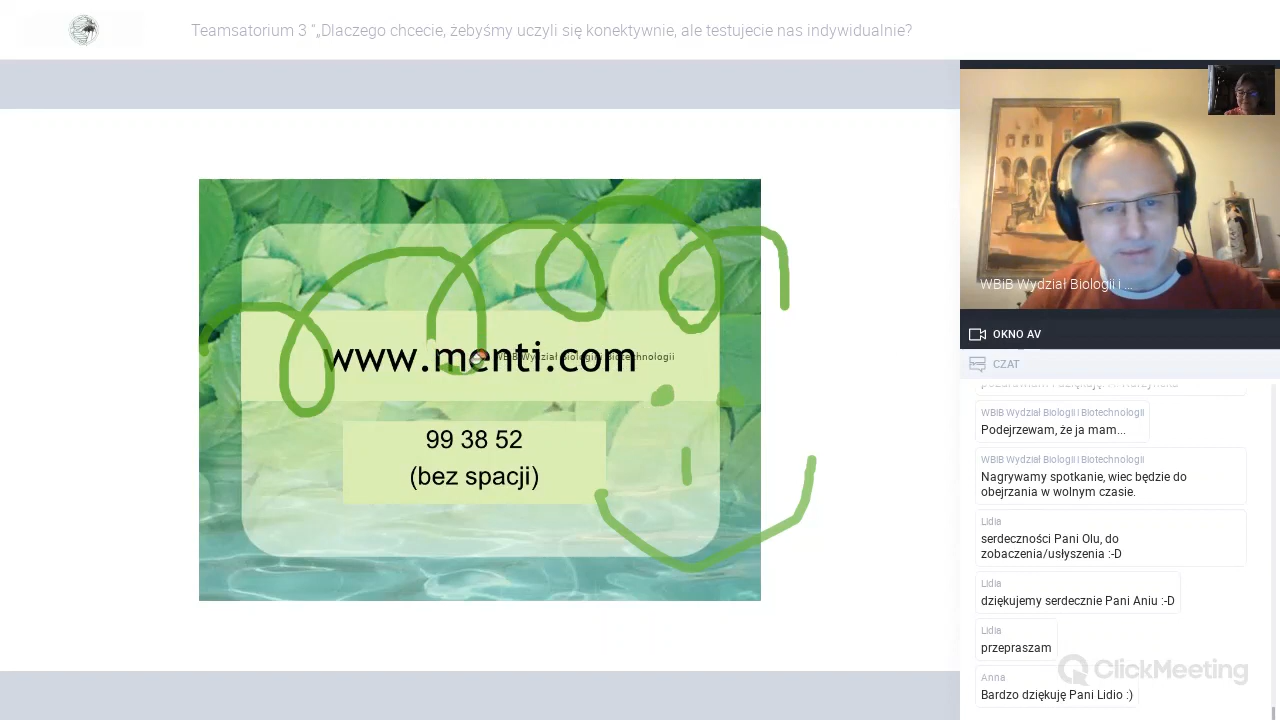 Teamsatorium 3 “„Dlaczego chcecie, żebyśmy uczyli się konektywnie, ale testujecie nas indywidualnie?
www.menti.com
WBiB Wydział Biologii i Biotechnologii
99 38 52
(bez spacji)
WBiB Wydział Biologii i ...
OKNO AV
CZAT
WBiB Wydział Biologii i Biotechnologii
Podejrzewam, że ja mam...
WBiB Wydział Biologii i Biotechnologii
Nagrywamy spotkanie, wiec będzie do
obejrzania w wolnym czasie.
Lidia
serdeczności Pani Olu, do
zobaczenia/usłyszenia :-D
Lidia
dziękujemy serdecznie Pani Aniu :-D
Lidia
przepraszam
ClickMeeting
Anna
Bardzo dziękuję Pani Lidio :)